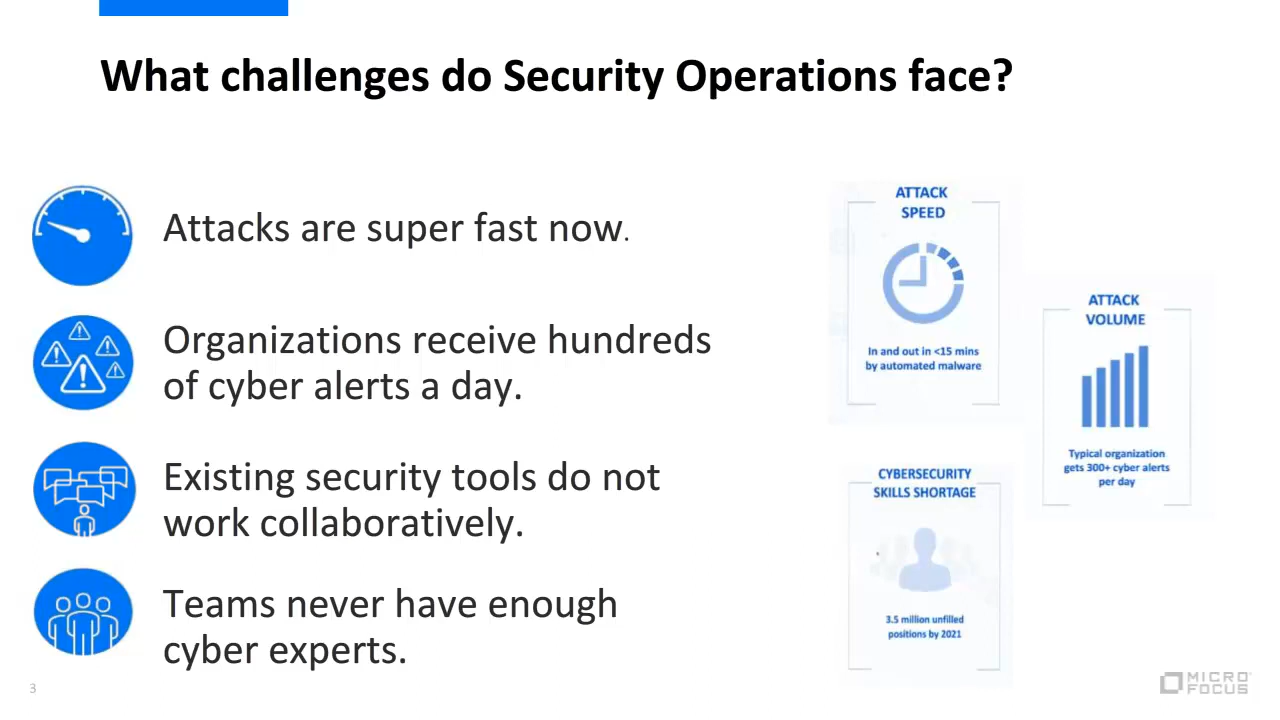 What challenges do Security Operations face?
Attacks are super fast now.
Organizations receive hundreds
of cyber alerts a day.
Existing security tools do not
work collaboratively.
Teams never have enough
cyber experts.
ATTACK
SPEED
In and out in <15 mins
by automated malware
ATTACK
VOLUME
Typical organization
gets 300+ cyber alerts
per day
CYBERSECURITY
SKILLS SHORTAGE
3.5 million unfilled
positions by 2021
3
MICRO
FOCUS